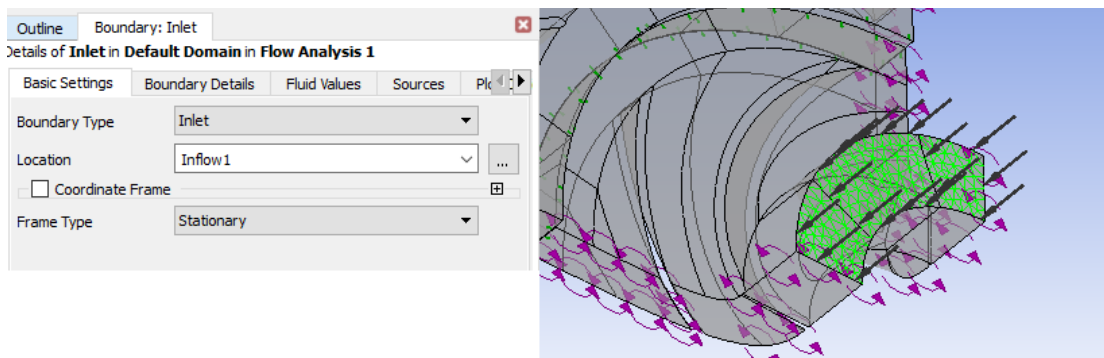 Outline Boundary: Inlet
Details of Inlet in Default Domain in Flow Analysis 1
Basic Settings Boundary Details Fluid Values Sources
Boundary Type Inlet
Location Inflow1 ...
Coordinate Frame
Frame Type Stationary